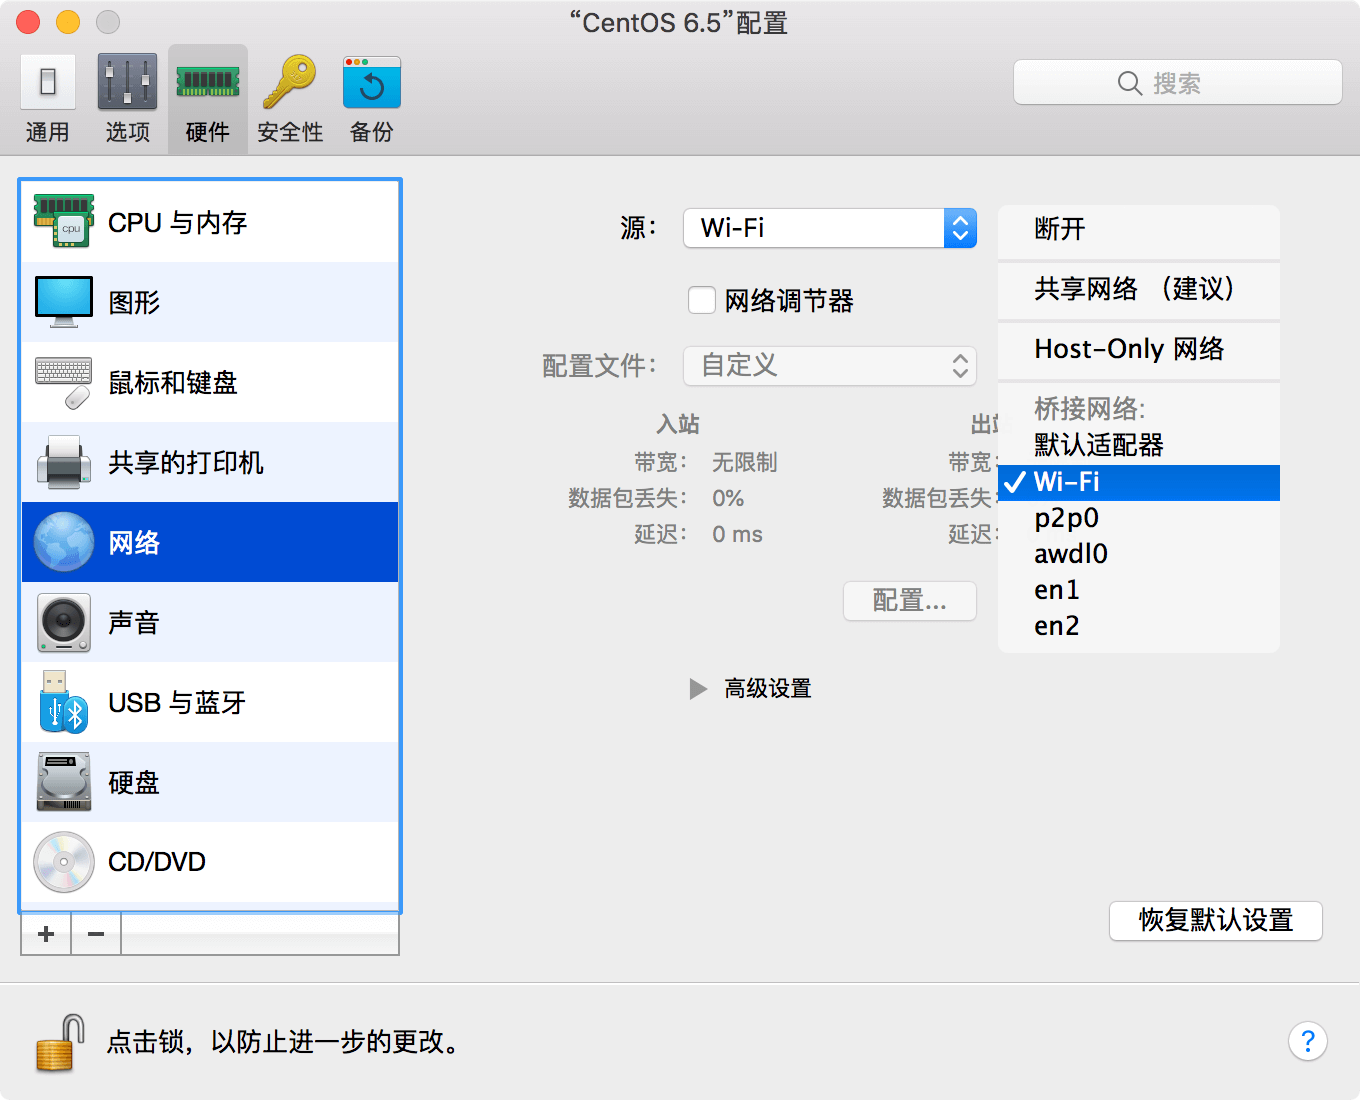 “CentOS 6.5”配置
通用
选项
硬件
安全性
备份
搜索
CPU 与内存
cpu
图形
鼠标和键盘
共享的打印机
网络
声音
USB 与蓝牙
硬盘
CD/DVD
+ −
源： Wi-Fi
网络调节器
配置文件： 自定义
入站
带宽： 无限制
数据包丢失： 0%
延迟： 0 ms
出
带宽:
数据包丢失:
延迟:
配置...
高级设置
断开
共享网络 （建议）
Host-Only 网络
桥接网络:
默认适配器
✓ Wi-Fi
p2p0
awdl0
en1
en2
恢复默认设置
点击锁，以防止进一步的更改。
?